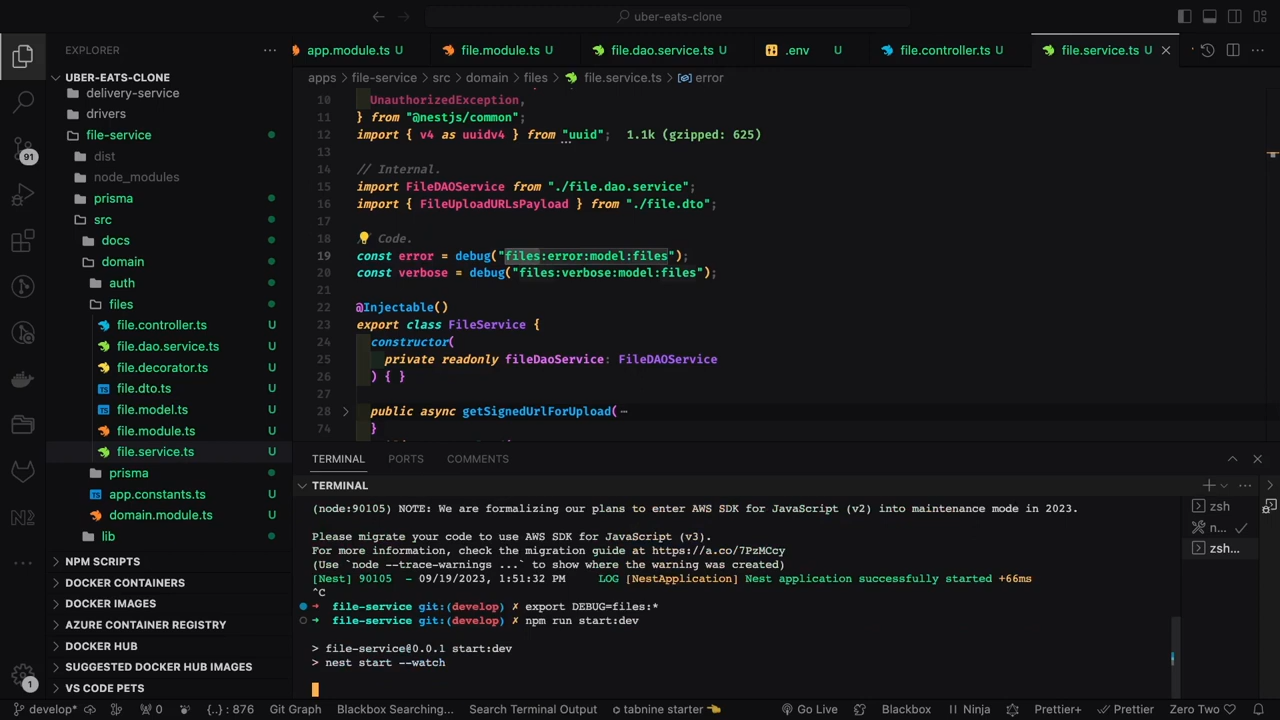 uber-eats-clone
EXPLORER
app.module.ts U
file.module.ts U
file.dao.service.ts U
.env U
file.controller.ts U
file.service.ts U
UBER-EATS-CLONE
apps > file-service > src > domain > files > file.service.ts > error
delivery-service
drivers
file-service
dist
node_modules
prisma
src
docs
domain
auth
files
file.controller.ts U
file.dao.service.ts U
file.decorator.ts U
file.dto.ts U
file.model.ts U
file.module.ts U
file.service.ts U
prisma
app.constants.ts U
domain.module.ts U
lib
NPM SCRIPTS
DOCKER CONTAINERS
DOCKER IMAGES
AZURE CONTAINER REGISTRY
DOCKER HUB
SUGGESTED DOCKER HUB IMAGES
VS CODE PETS
91
1
10 UnauthorizedException,
11 } from "@nestjs/common";
12 import { v4 as uuidv4 } from "uuid"; 1.1k (gzipped: 625)
13
14 // Internal.
15 import FileDAOService from "./file.dao.service";
16 import { FileUploadURLsPayload } from "./file.dto";
17
18 Code.
19 const error = debug("files:error:model:files");
20 const verbose = debug("files:verbose:model:files");
21
22 @Injectable()
23 export class FileService {
24 constructor(
25 private readonly fileDaoService: FileDAOService
26 ) { }
27
28 public async getSignedUrlForUpload( ⋯
74 }
TERMINAL PORTS COMMENTS
TERMINAL
(node:90105) NOTE: We are formalizing our plans to enter AWS SDK for JavaScript (v2) into maintenance mode in 2023.
Please migrate your code to use AWS SDK for JavaScript (v3).
For more information, check the migration guide at https://a.co/7PzMCcy
(Use `node --trace-warnings ...` to show where the warning was created)
[Nest] 90105 - 09/19/2023, 1:51:32 PM LOG [NestApplication] Nest application successfully started +66ms
^C
➜ file-service git:(develop) ✗ export DEBUG=files:*
➜ file-service git:(develop) ✗ npm run start:dev
> file-service@0.0.1 start:dev
> nest start --watch
zsh
n...
zsh...
develop* 0 {..} : 876 Git Graph Blackbox Searching... Search Terminal Output tabnine starter Go Live Blackbox Ninja Prettier+ Prettier Zero Two